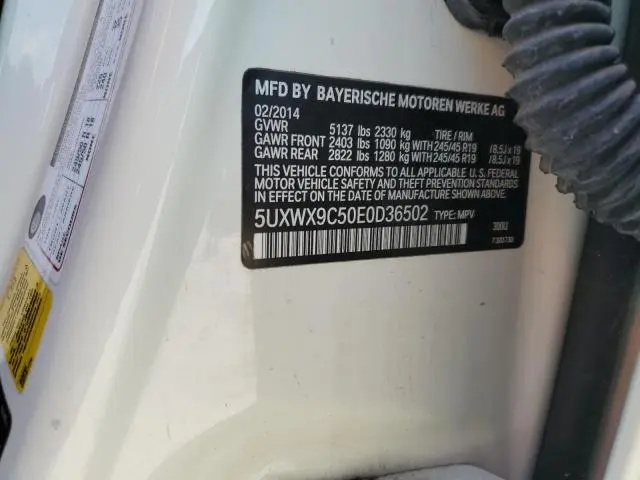 MFD BY BAYERISCHE MOTOREN WERKE AG
02/2014
GVWR 5137 lbs 2330 kg TIRE / RIM
GAWR FRONT 2403 lbs 1090 kg WITH 245/45 R19 / 8.5J x 19
GAWR REAR 2822 lbs 1280 kg WITH 245/45 R19 / 8.5J x 19
THIS VEHICLE CONFORMS TO ALL APPLICABLE U.S. FEDERAL
MOTOR VEHICLE SAFETY AND THEFT PREVENTION STANDARDS
IN EFFECT ON THE DATE OF MANUFACTURE SHOWN ABOVE.
5UXWX9C50E0D36502 TYPE: MPV